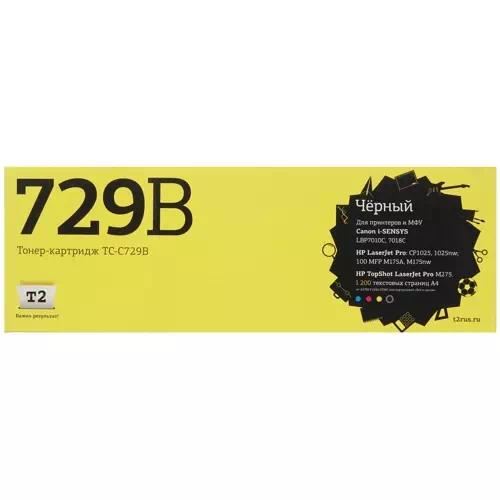 729B
Тонер-картридж TC-C729B
T2
Важен результат!
Чёрный
Для принтеров и МФУ
Canon i-SENSYS
LBP7010C, 7018C
HP LaserJet Pro: CP1025, 1025nw;
100 MFP M175A, M175nw
HP TopShot LaserJet Pro M275.
1 200 текстовых страниц A4
t2rus.ru